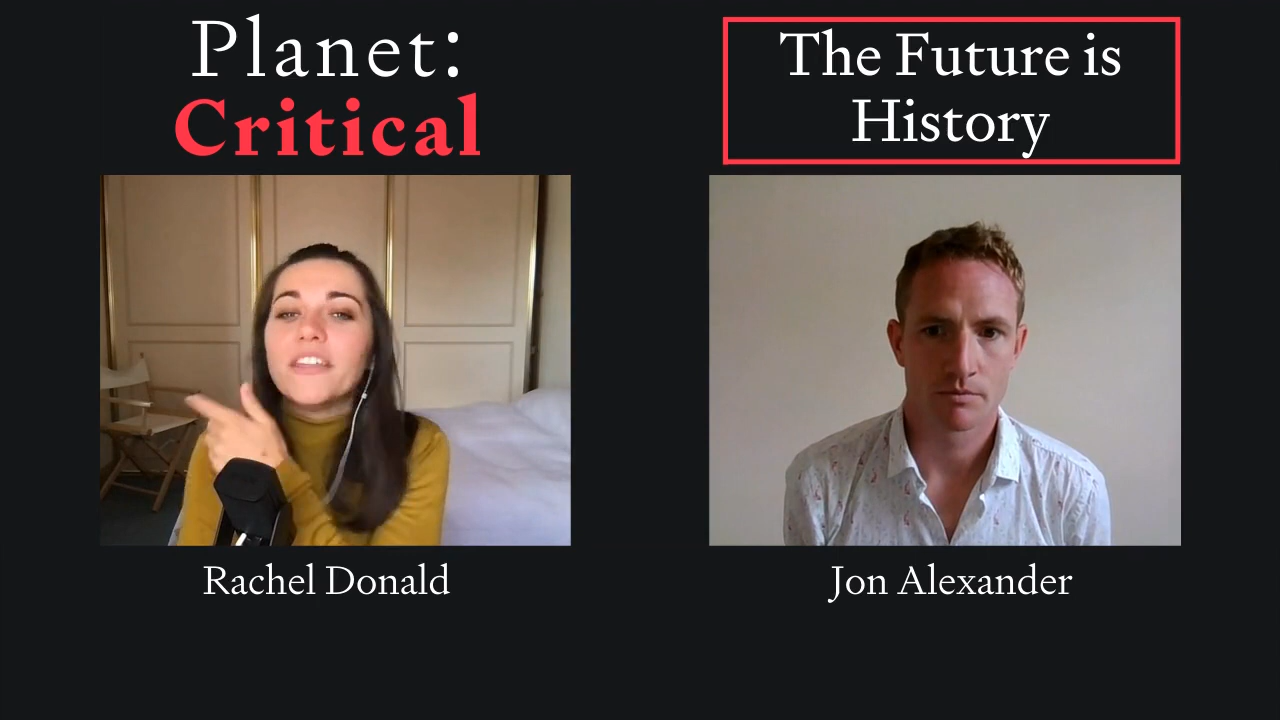 Planet:
Critical
The Future is
History
Rachel Donald
Jon Alexander